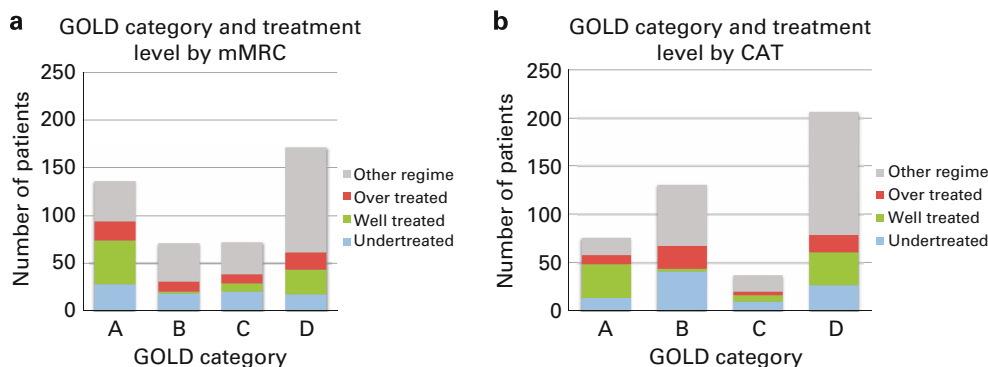 a
GOLD category and treatment
level by mMRC
Number of patients
250
200
150
100
50
0
A B C D
GOLD category
Other regime
Over treated
Well treated
Undertreated
b
GOLD category and treatment
level by CAT
Number of patients
250
200
150
100
50
0
A B C D
GOLD category
Other regime
Over treated
Well treated
Undertreated